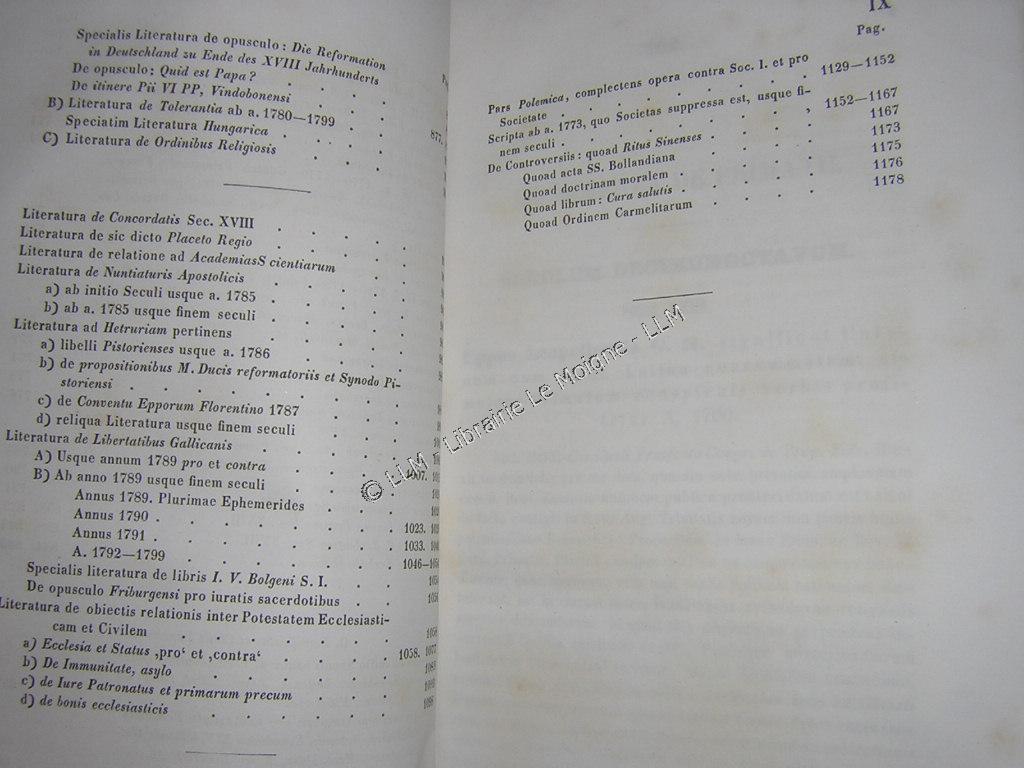 Specialis Literatura de opusculo: Die Reformation
in Deutschland zu Ende des XVIII Jahrhunderts
De opusculo: Quid est Papa? .
De itinere Pii VI PP, Vindobonensi
B) Literatura de Tolerantia ab a. 1780—1799 877.
Speciatim Literatura Hungarica .
C) Literatura de Ordinibus Religiosis
Literatura de Concordatis Sec. XVIII
Literatura de sic dicto Placeto Regio
Literatura de relatione ad AcademiasS cientiarum
Literatura de Nuntiaturis Apostolicis
a) ab initio Seculi usque a. 1785
b) ab a. 1785 usque finem seculi
Literatura ad Hetruriam pertinens
a) libelli Pistorienses usque a. 1786
b) de propositionibus M. Ducis reformatoriis et Synodo Pi-
storiensi
c) de Conventu Epporum Florentino 1787
d) reliqua Literatura usque finem seculi
Literatura de Libertatibus Gallicanis
A) Usque annum 1789 pro et contra 1007.
B) Ab anno 1789 usque finem seculi
Annus 1789. Plurimae Ephemerides
Annus 1790 . 1023.
Annus 1791 . 1033.
A. 1792—1799 1046—
Specialis literatura de libris I. V. Bolgeni S. I.
De opusculo Friburgensi pro iuratis sacerdotibus
Literatura de obiectis relationis inter Potestatem Ecclesiasti-
cam et Civilem
a) Ecclesia et Status ‚pro‘ et ‚contra‘ 1058. 1077
b) De Immunitate, asylo
c) de Iure Patronatus et primarum precum
d) de bonis ecclesiasticis
IX
Pag.
Pars Polemica, complectens opera contra Soc. I. et pro
Societate 1129—1152
Scripta ab a. 1773, quo Societas suppressa est, usque fi-
nem seculi 1152—1167
De Controversiis: quoad Ritus Sinenses 1167
Quoad acta SS. Bollandiana 1173
Quoad doctrinam moralem 1175
Quoad librum: Cura salutis 1176
Quoad Ordinem Carmelitarum 1178
© LLM Librairie Le Moigne - LLM